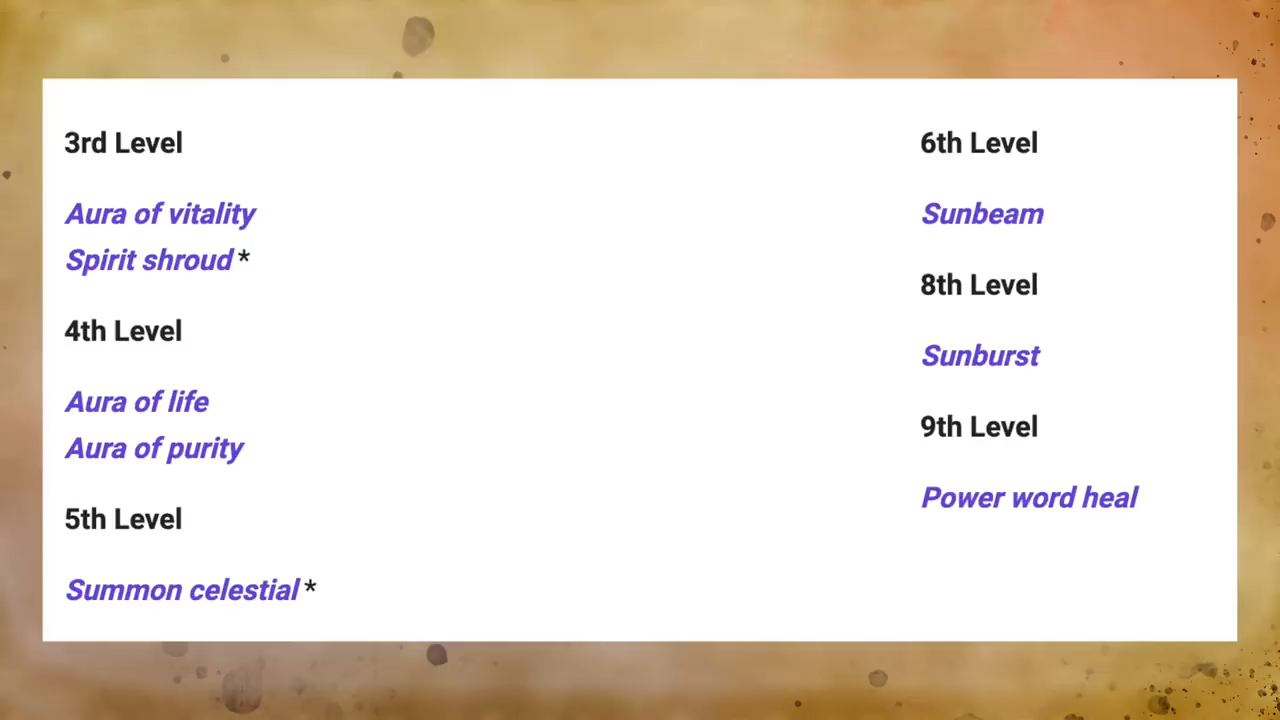 3rd Level
Aura of vitality
Spirit shroud *
4th Level
Aura of life
Aura of purity
5th Level
Summon celestial *
6th Level
Sunbeam
8th Level
Sunburst
9th Level
Power word heal